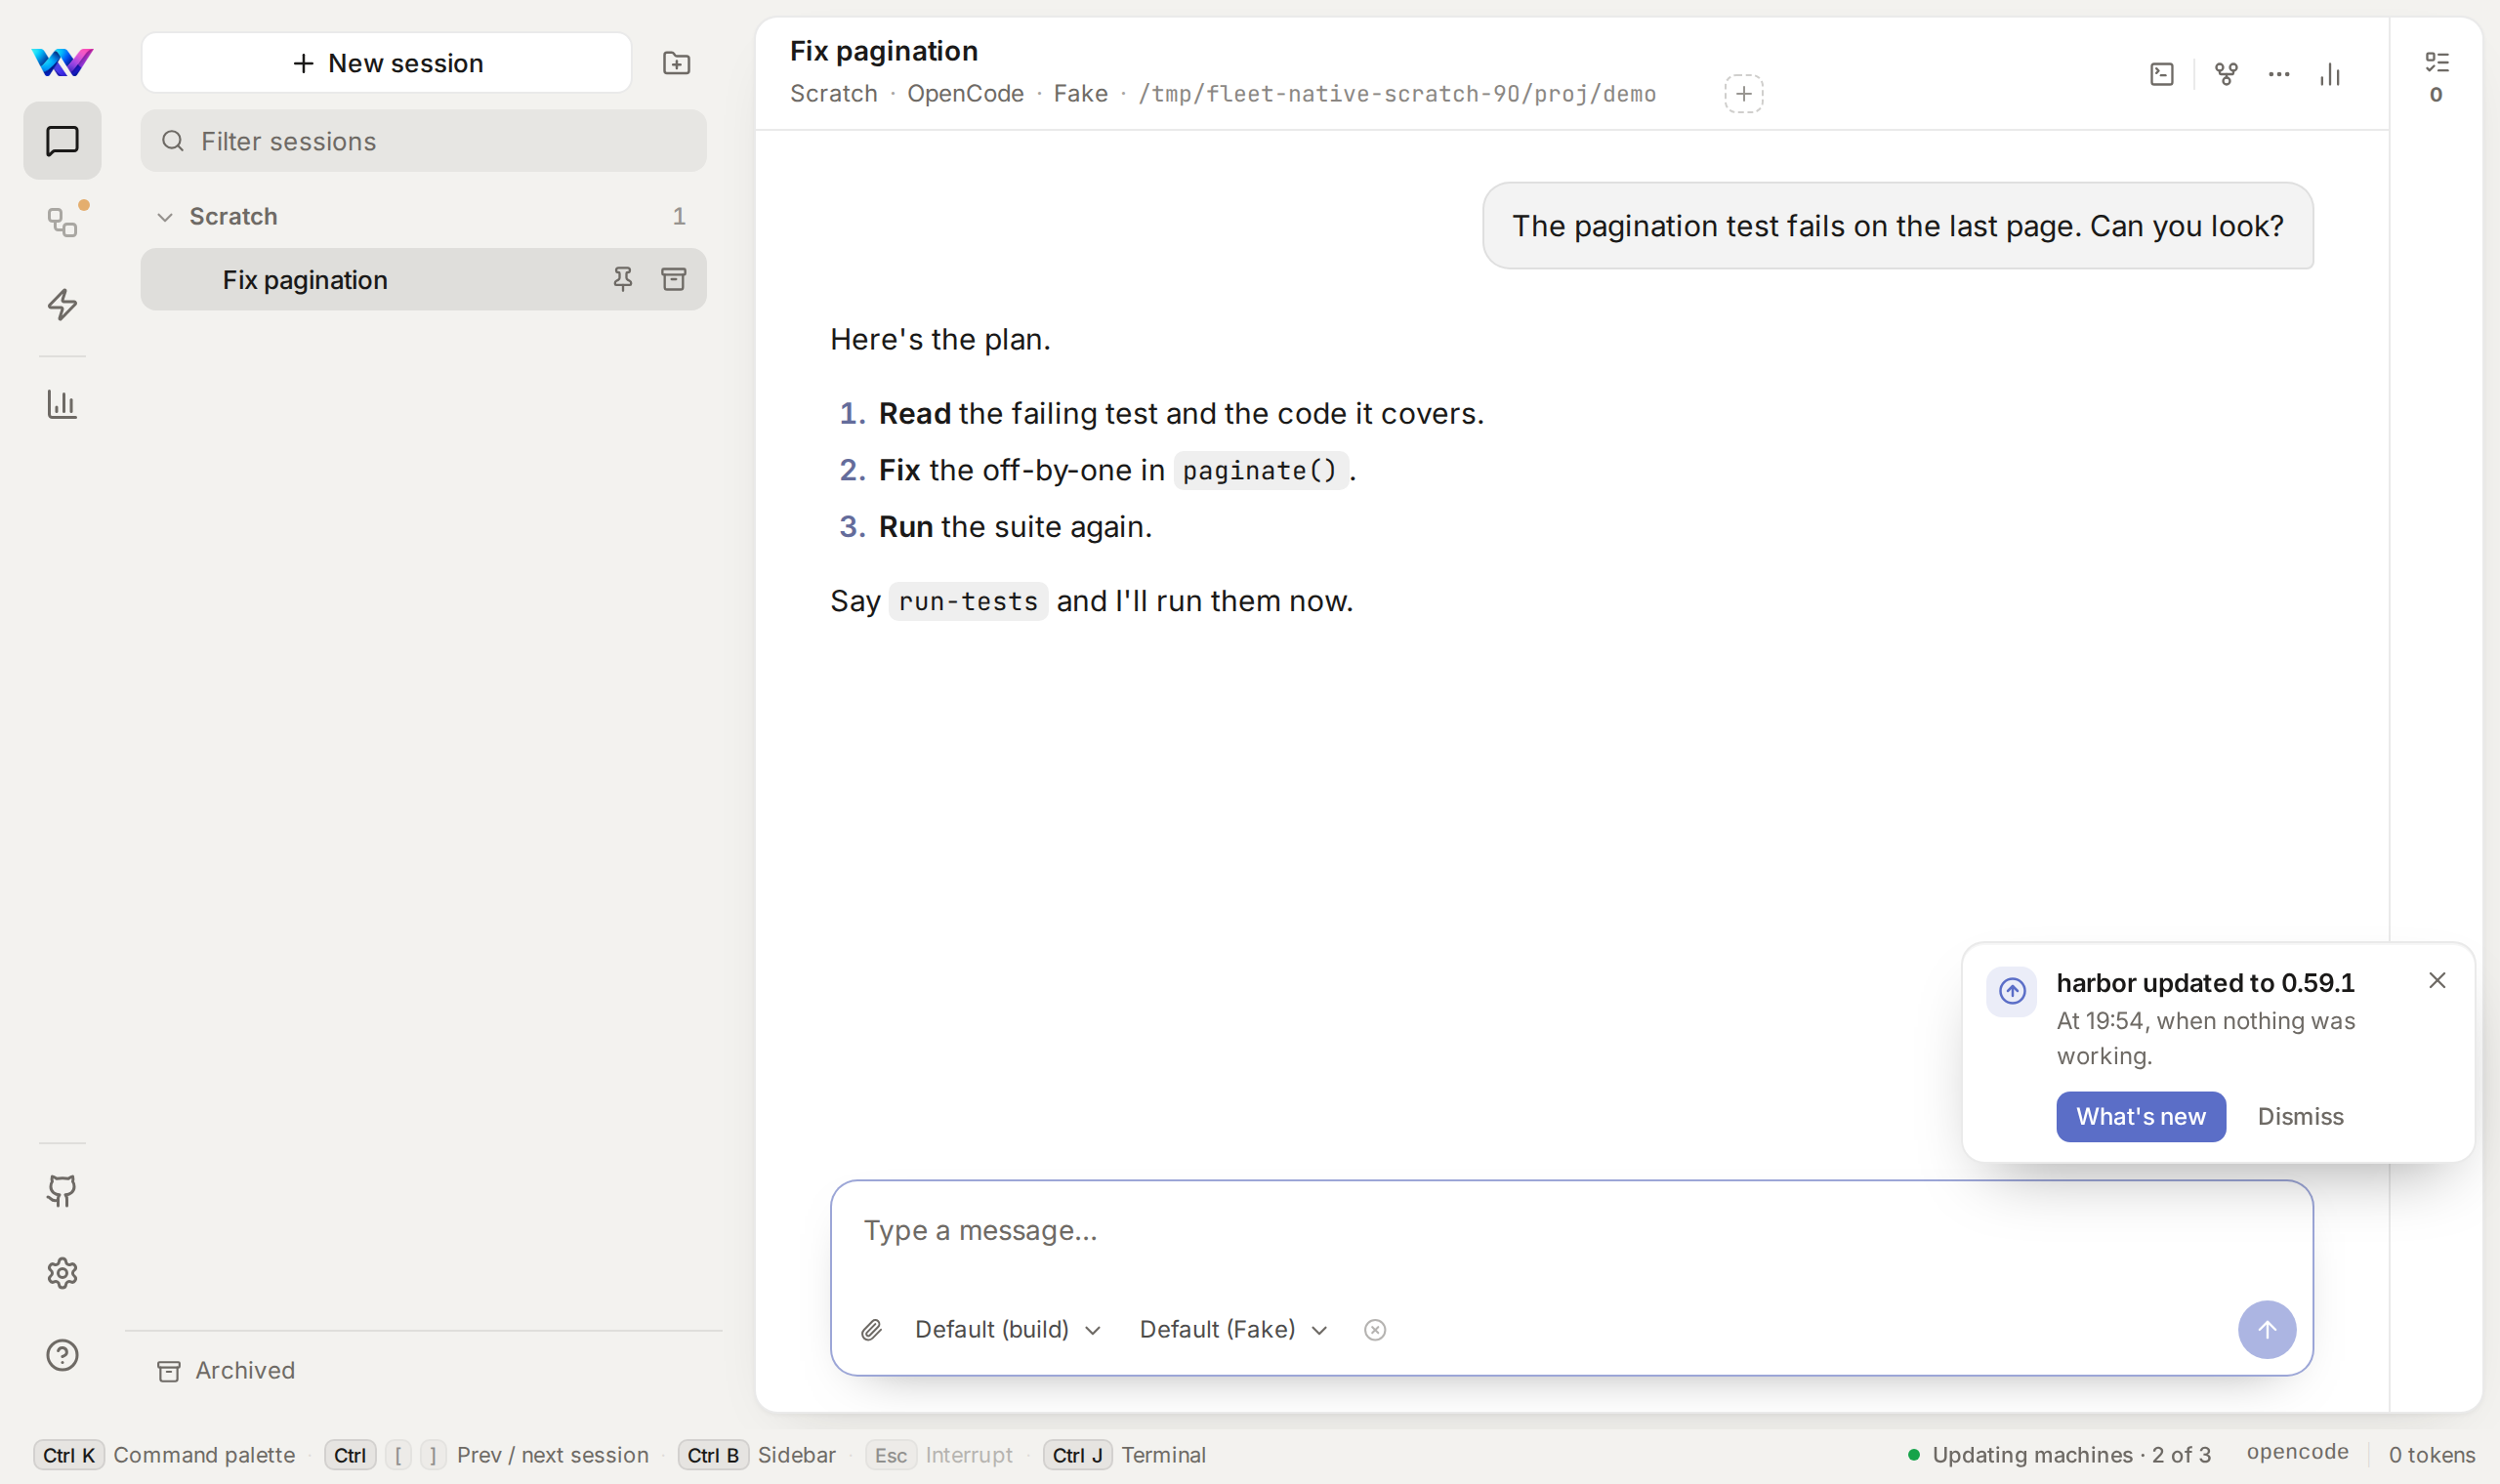 New session
Filter sessions
Scratch 1
Fix pagination
Archived
Fix pagination
Scratch · OpenCode · Fake · /tmp/fleet-native-scratch-90/proj/demo
0
The pagination test fails on the last page. Can you look?
Here's the plan.
1. Read the failing test and the code it covers.
2. Fix the off-by-one in paginate().
3. Run the suite again.
Say run-tests and I'll run them now.
harbor updated to 0.59.1
At 19:54, when nothing was
working.
What's new Dismiss
Type a message...
Default (build) Default (Fake)
Ctrl K Command palette · Ctrl [ ] Prev / next session · Ctrl B Sidebar · Esc Interrupt · Ctrl J Terminal
Updating machines · 2 of 3 opencode 0 tokens